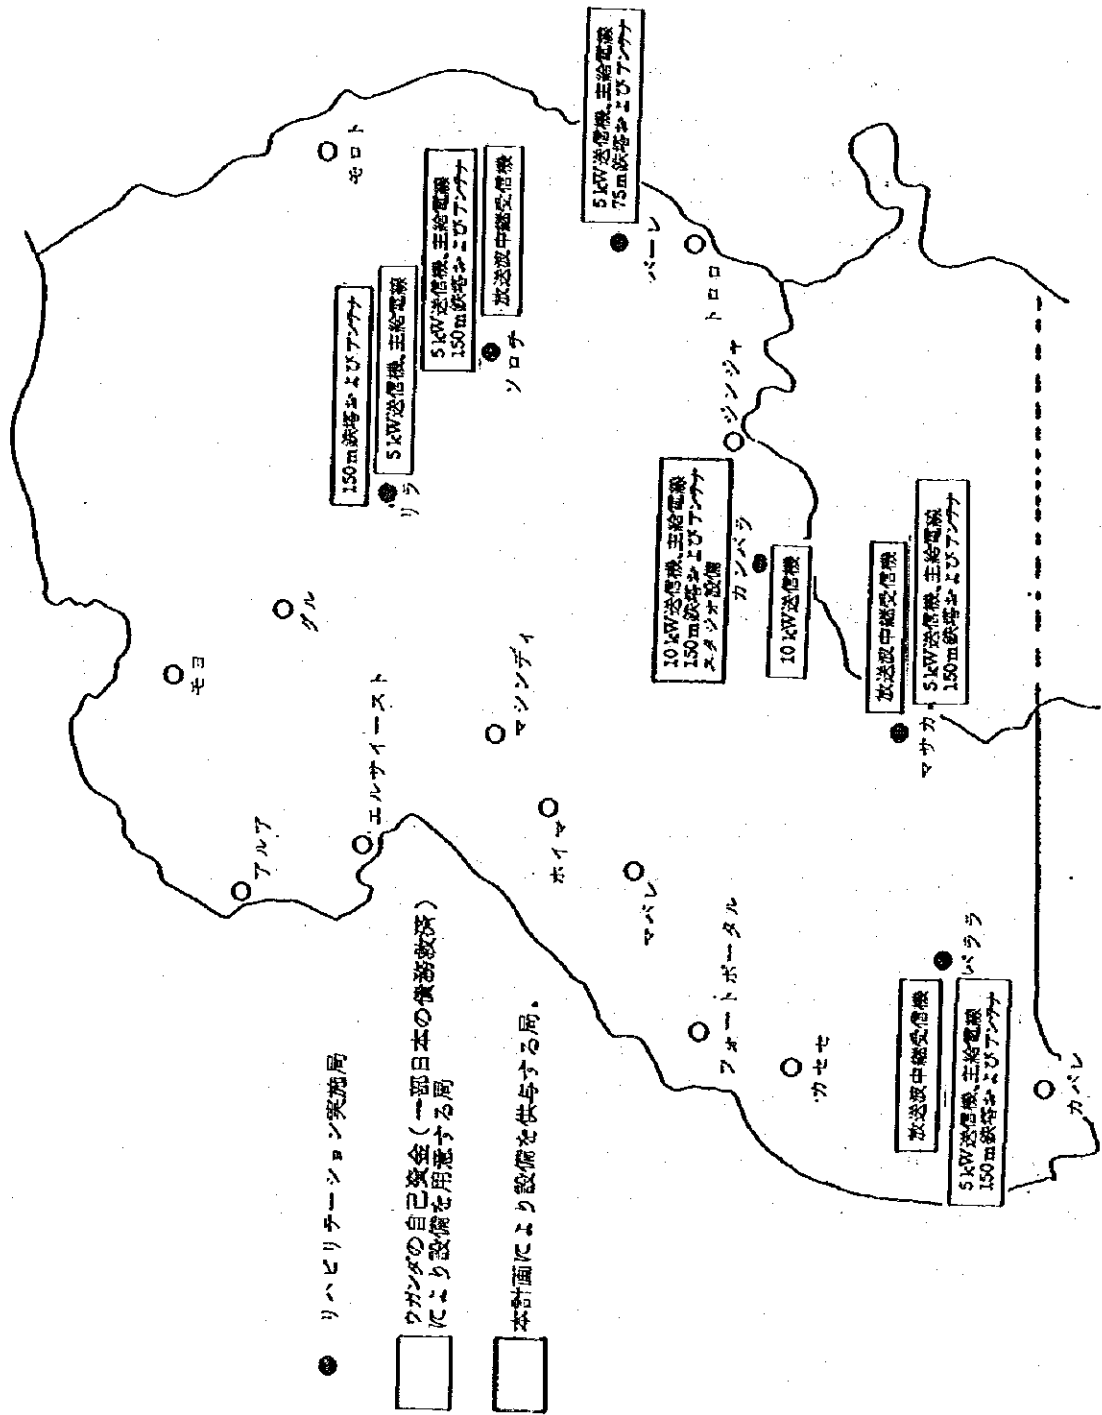 モロト
150m鉄塔およびアンテナ
5kW送信機、主給電線
リラ
5kW送信機、主給電線
150m鉄塔およびアンテナ
放送波中継受信機
ソロチ
5kW送信機、主給電線
75m鉄塔およびアンテナ
バーレ
トロロ
ジンジャ
モヨ
グル
アルア
エルサイースト
マシンディ
ホイマ
マバレ
フォートポータル
カセセ
10kW送信機、主給電線
150m鉄塔およびアンテナ
スタジオ設備
カンパラ
10kW送信機
放送波中継受信機
マサカ
5kW送信機、主給電線
150m鉄塔およびアンテナ
バララ
放送波中継受信機
5kW送信機、主給電線
150m鉄塔およびアンテナ
カバレ
リハビリテーション実施局
ウガンダの自己資金(一部日本の債務救済)
により設備を用意する局
本計画により設備を供与する局。